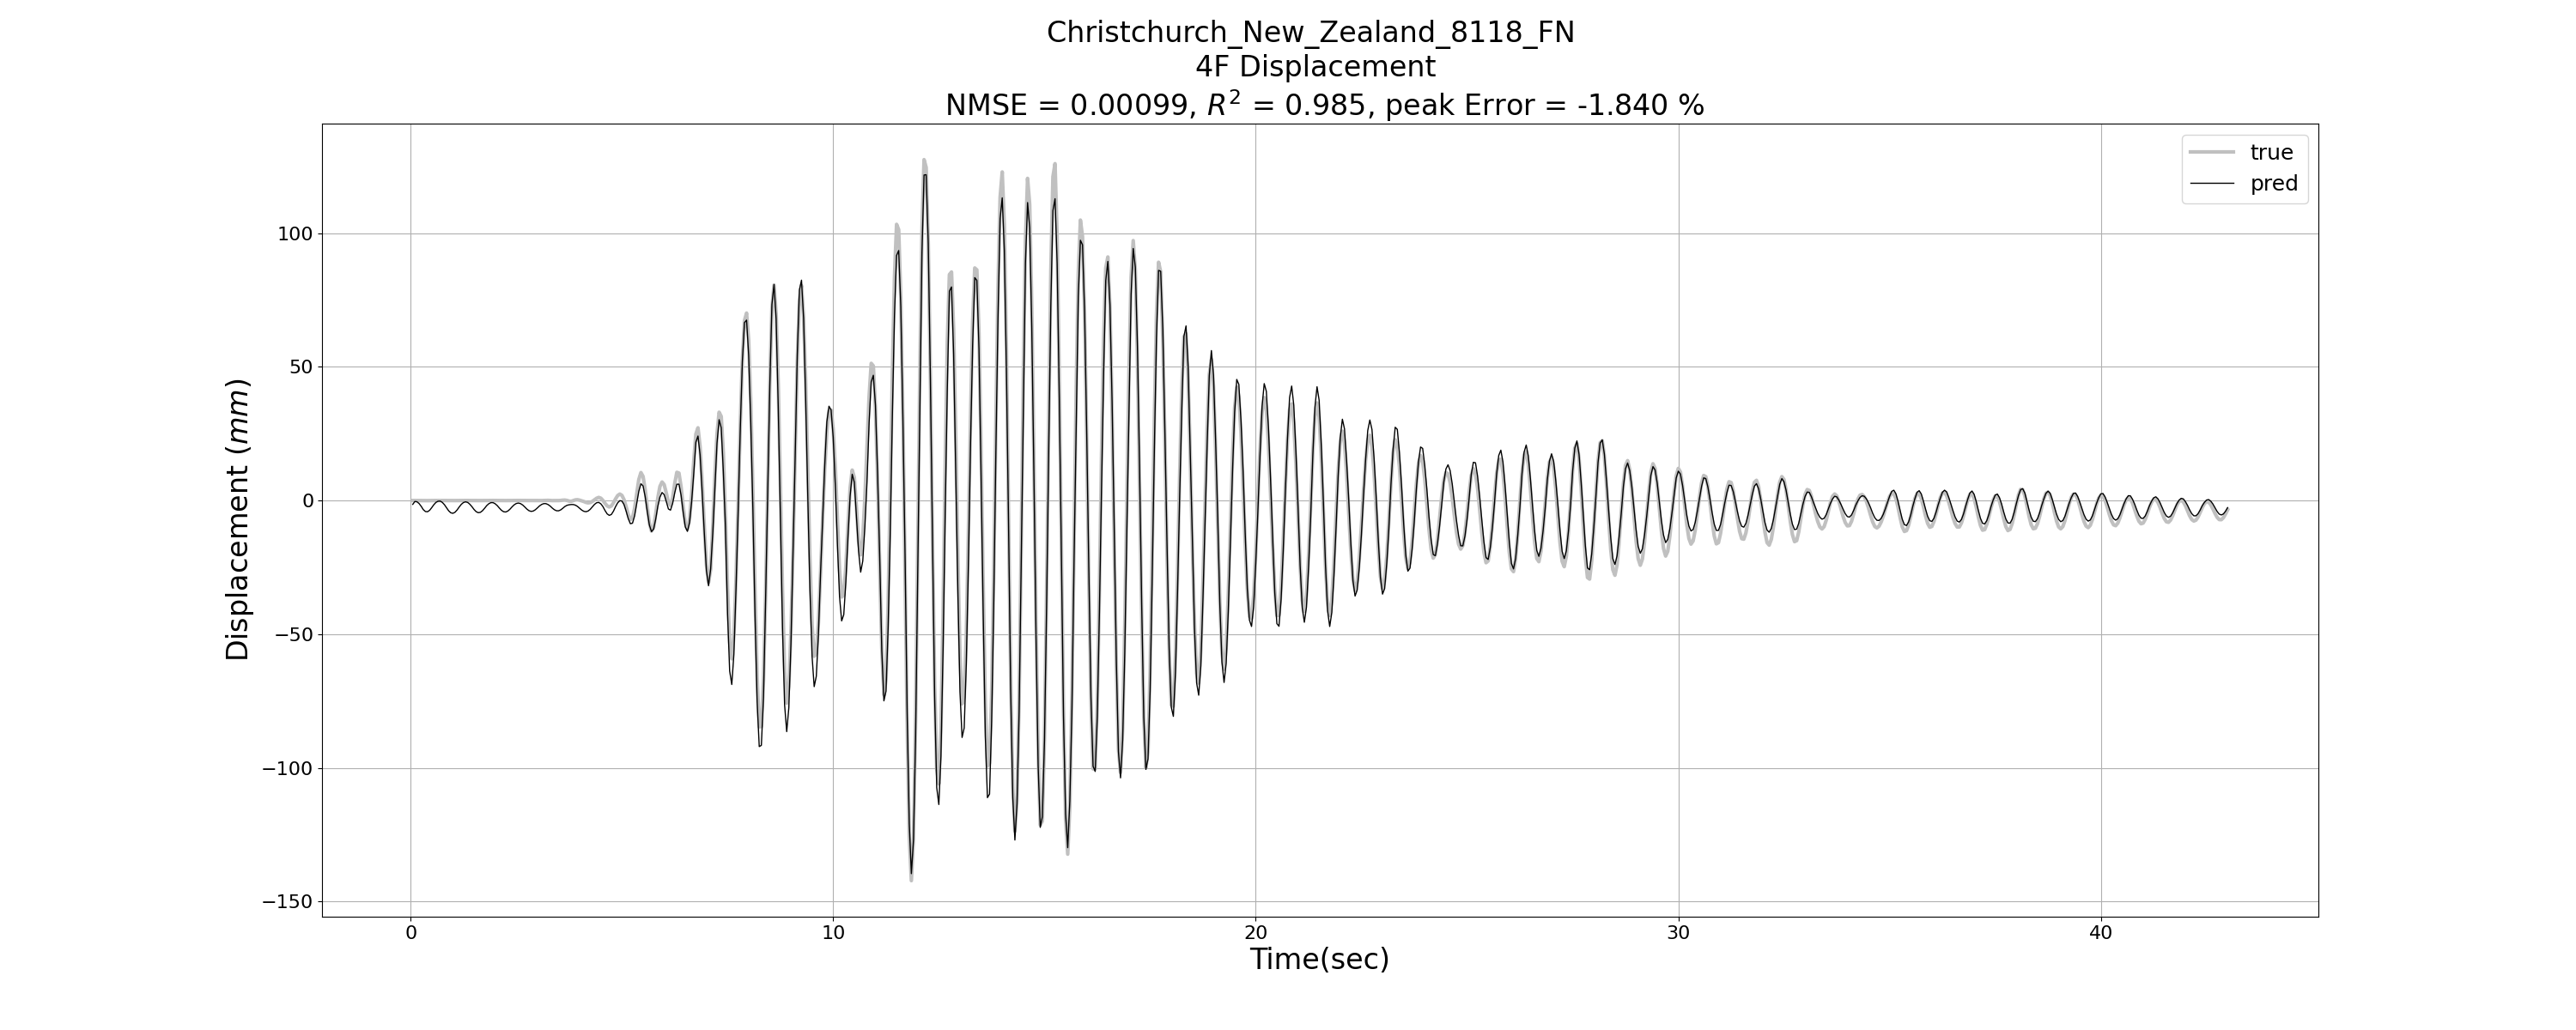 Christchurch_New_Zealand_8118_FN
4F Displacement
NMSE = 0.00099, R² = 0.985, peak Error = -1.840 %
true
pred
Displacement (mm)
100
50
0
−50
−100
−150
0 10 20 30 40
Time(sec)